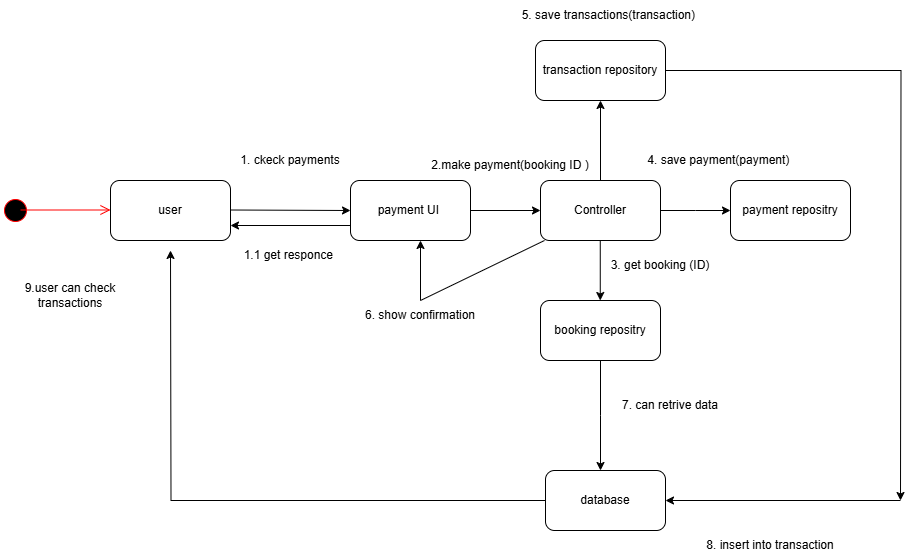 5. save transactions(transaction)
transaction repository
1. ckeck payments
2.make payment(booking ID )
4. save payment(payment)
user
payment UI
Controller
payment repositry
1.1 get responce
3. get booking (ID)
9.user can check
transactions
6. show confirmation
booking repositry
7. can retrive data
database
8. insert into transaction